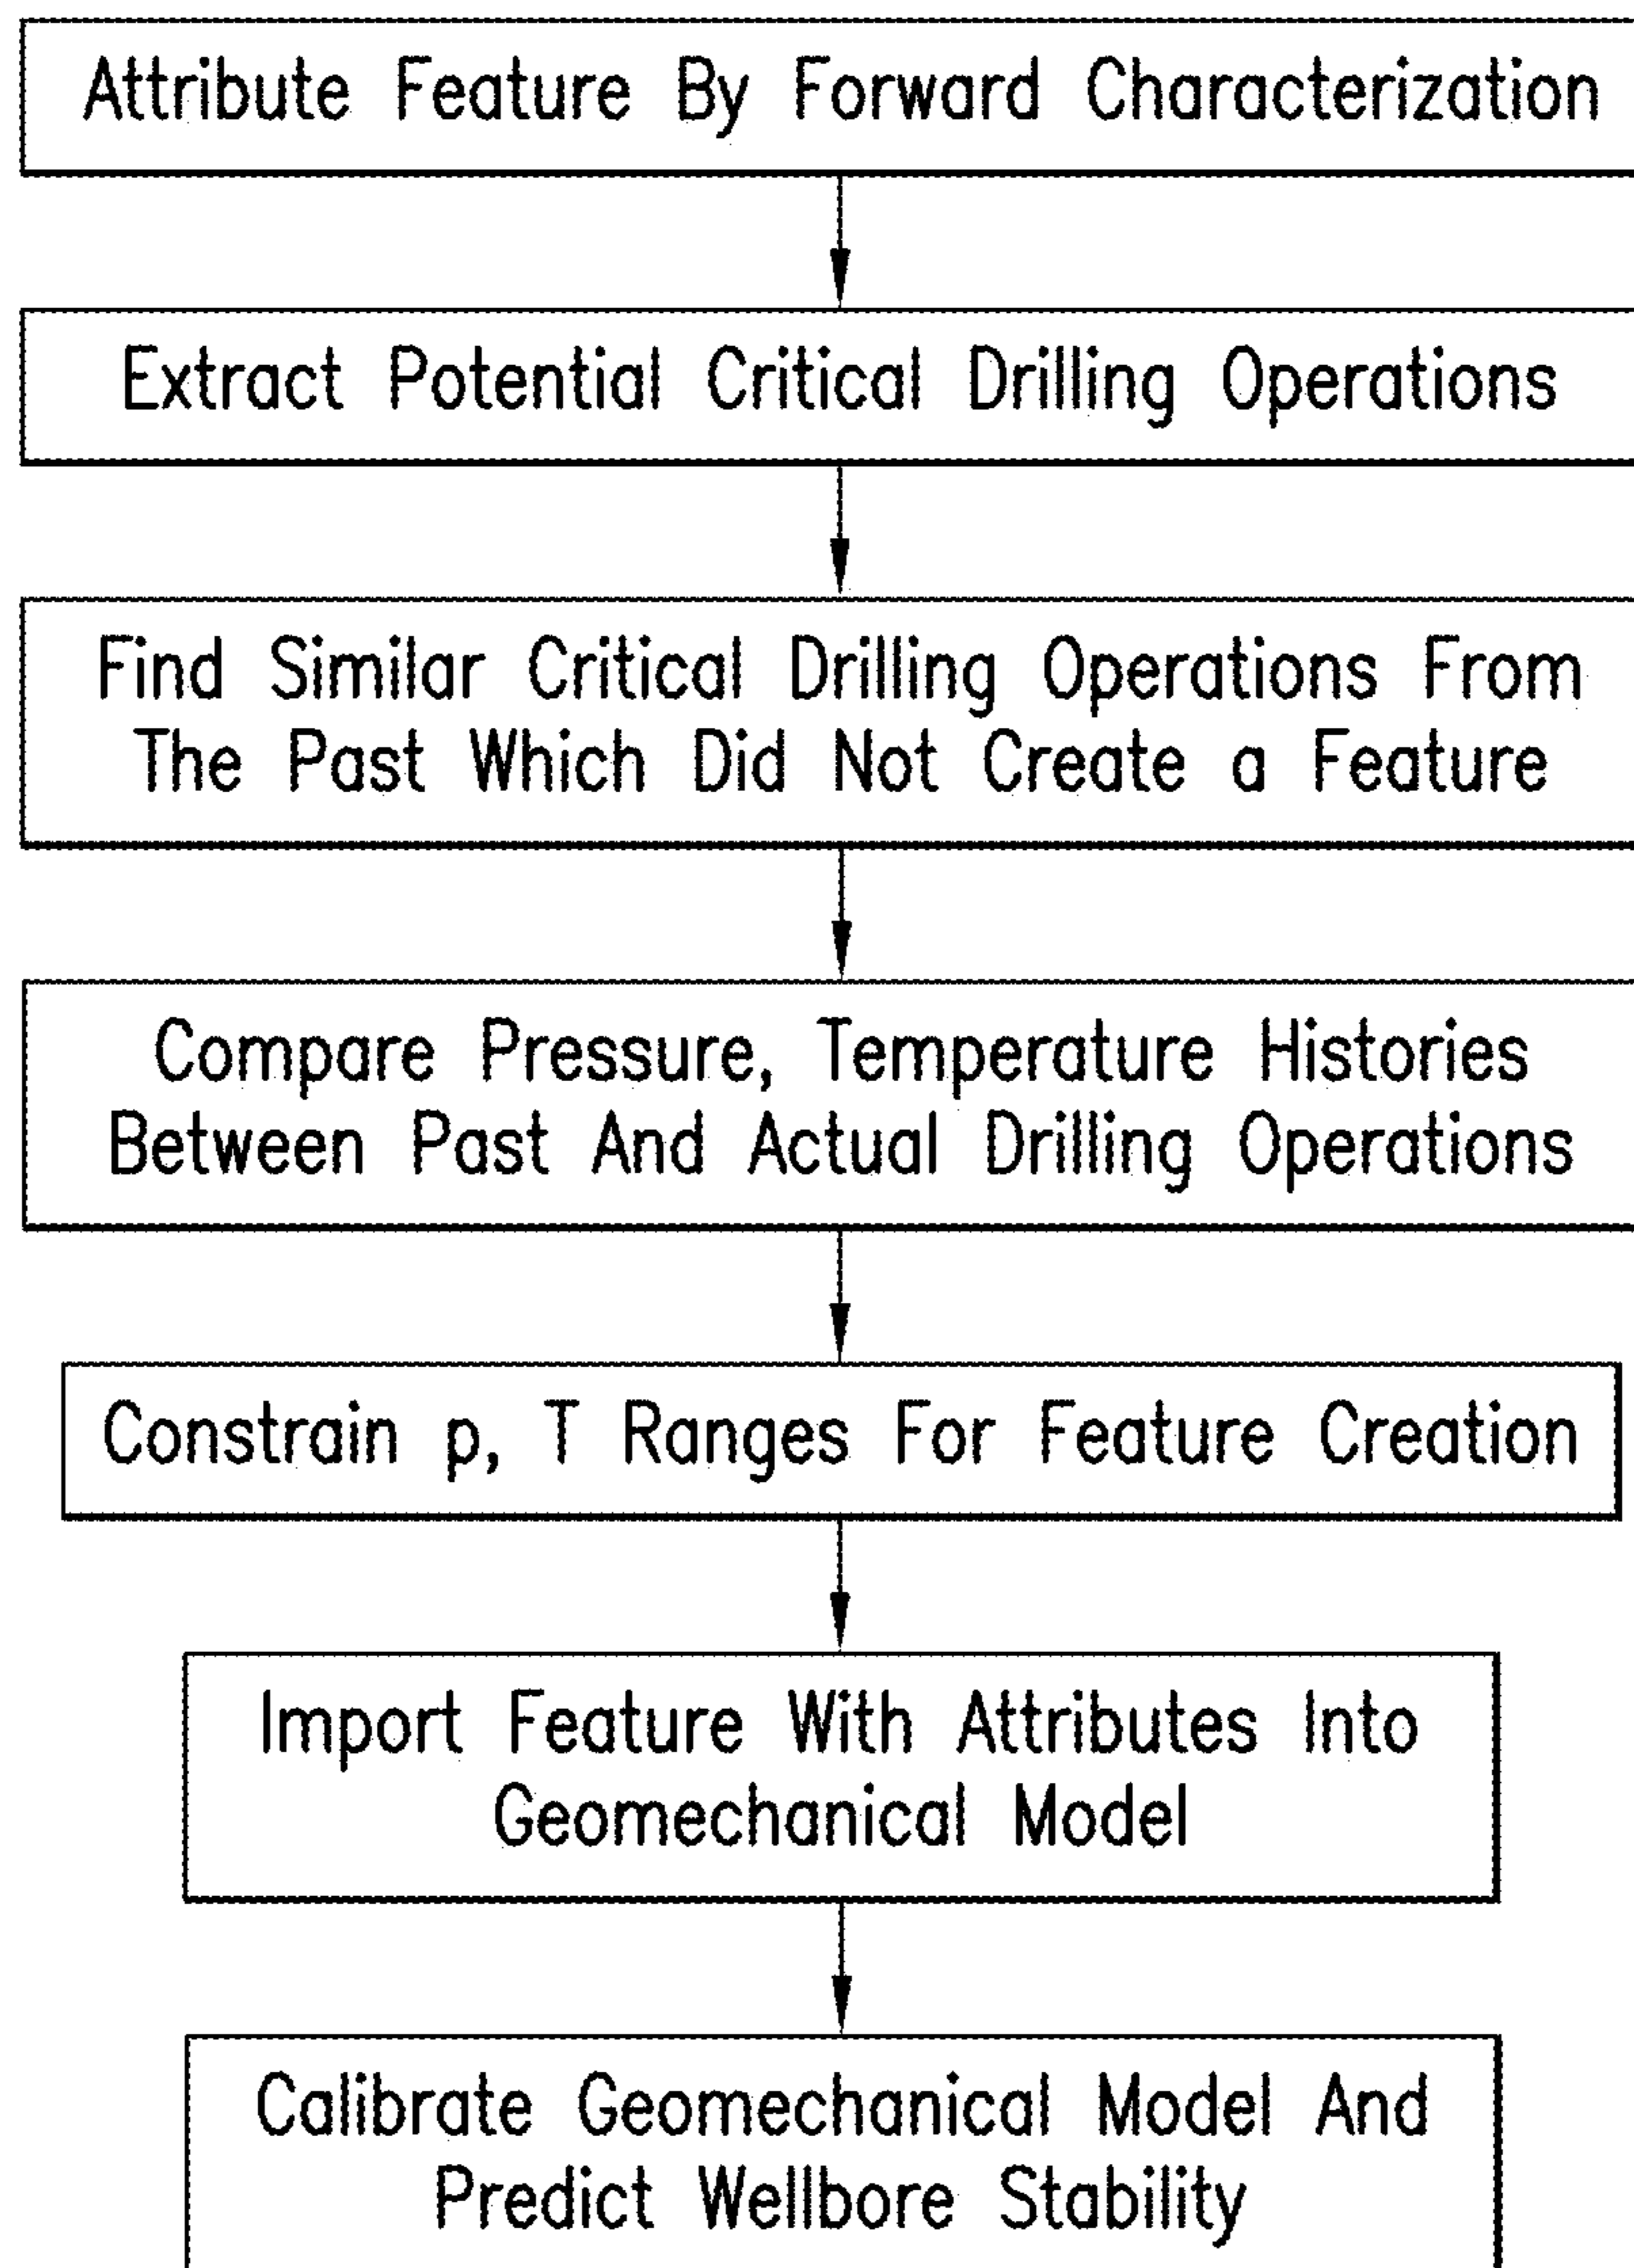 Attribute Feature By Forward Characterization
Extract Potential Critical Drilling Operations
Find Similar Critical Drilling Operations From
The Past Which Did Not Create a Feature
Compare Pressure, Temperature Histories
Between Past And Actual Drilling Operations
Constrain p, T Ranges For Feature Creation
Import Feature With Attributes Into
Geomechanical Model
Calibrate Geomechanical Model And
Predict Wellbore Stability